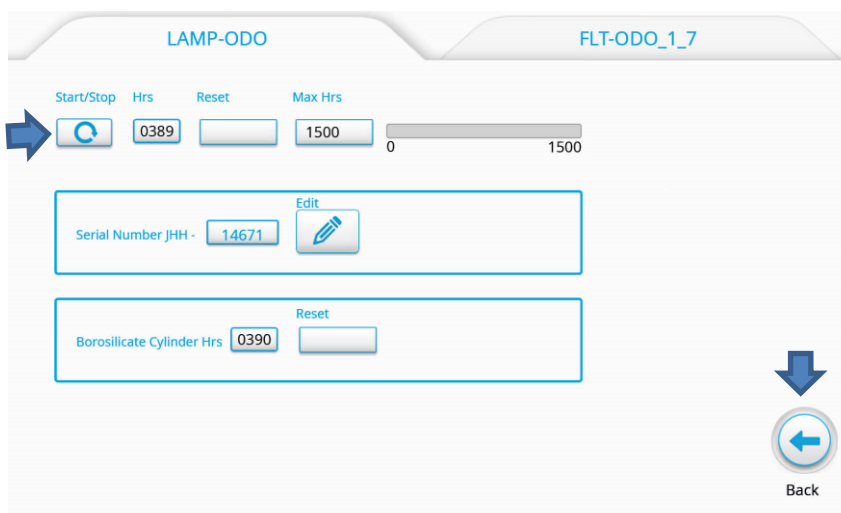 LAMP-ODO FLT-ODO_1_7
Start/Stop Hrs Reset Max Hrs
0389 1500
0 1500
Edit
Serial Number JHH - 14671
Reset
Borosilicate Cylinder Hrs 0390
Back